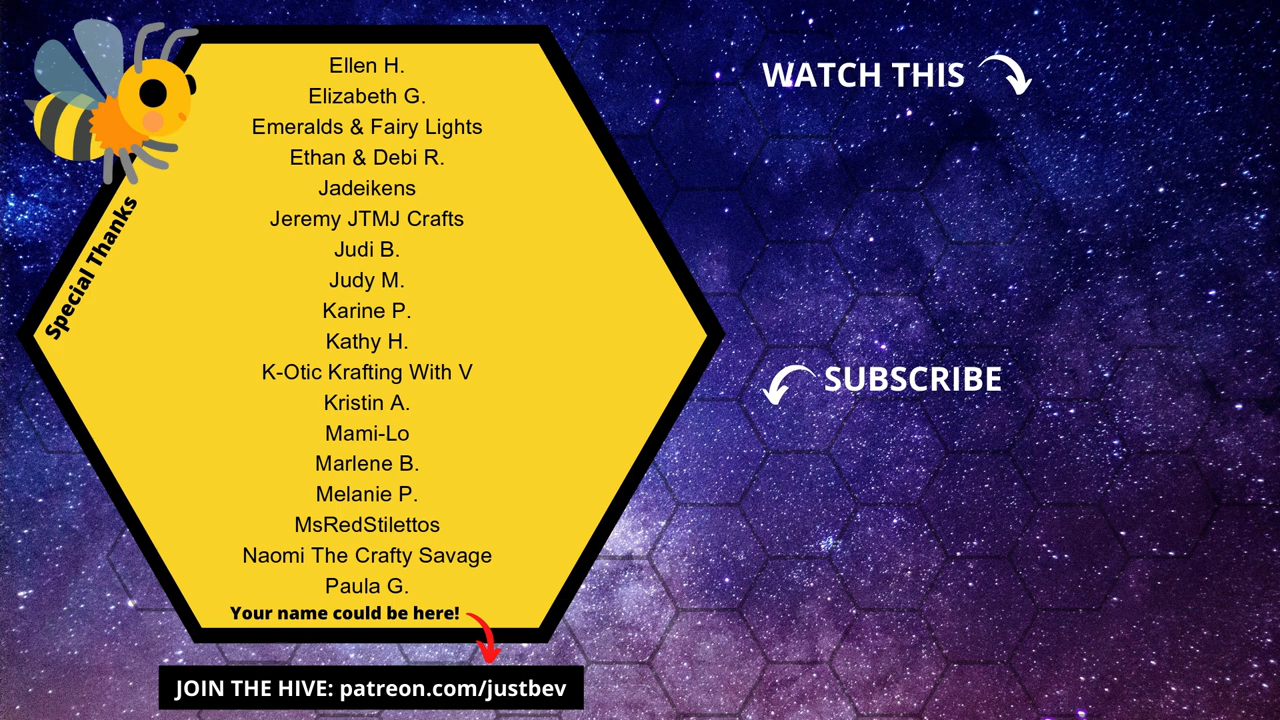 Special Thanks
Ellen H.
Elizabeth G.
Emeralds & Fairy Lights
Ethan & Debi R.
Jadeikens
Jeremy JTMJ Crafts
Judi B.
Judy M.
Karine P.
Kathy H.
K-Otic Krafting With V
Kristin A.
Mami-Lo
Marlene B.
Melanie P.
MsRedStilettos
Naomi The Crafty Savage
Paula G.
Your name could be here!
JOIN THE HIVE: patreon.com/justbev
WATCH THIS
SUBSCRIBE